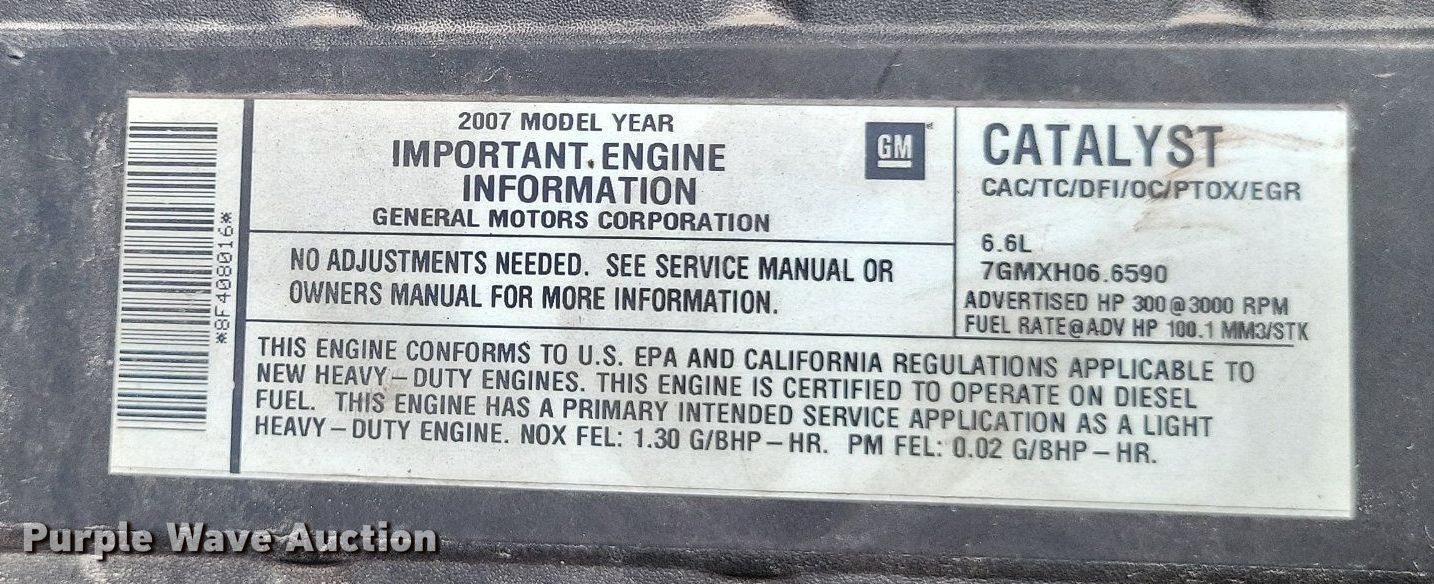 *8F408016*
2007 MODEL YEAR
IMPORTANT ENGINE
INFORMATION
GENERAL MOTORS CORPORATION
GM
NO ADJUSTMENTS NEEDED. SEE SERVICE MANUAL OR
OWNERS MANUAL FOR MORE INFORMATION.
CATALYST
CAC/TC/DFI/OC/PTOX/EGR
6.6L
7GMXH06.6590
ADVERTISED HP 300@3000 RPM
FUEL RATE@ADV HP 100.1 MM3/STK
THIS ENGINE CONFORMS TO U.S. EPA AND CALIFORNIA REGULATIONS APPLICABLE TO
NEW HEAVY-DUTY ENGINES. THIS ENGINE IS CERTIFIED TO OPERATE ON DIESEL
FUEL. THIS ENGINE HAS A PRIMARY INTENDED SERVICE APPLICATION AS A LIGHT
HEAVY-DUTY ENGINE. NOX FEL: 1.30 G/BHP-HR. PM FEL: 0.02 G/BHP-HR.
Purple Wave Auction